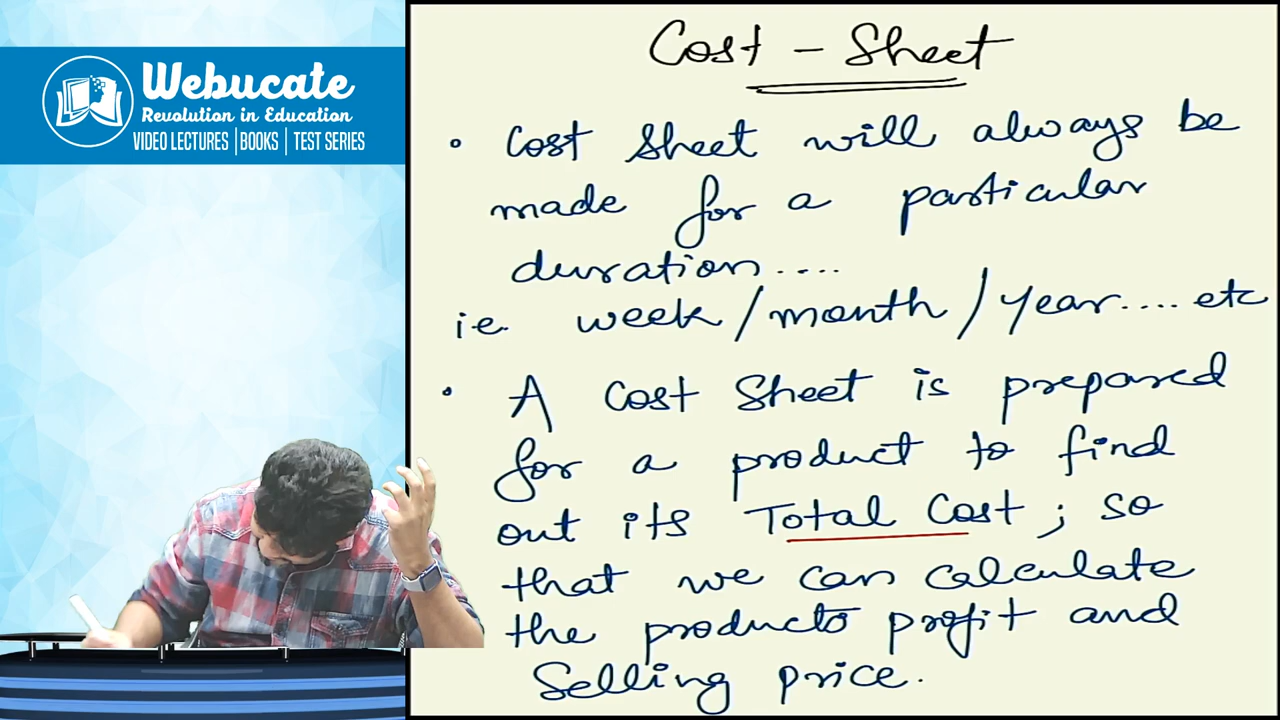 Webucate
Revolution in Education
VIDEO LECTURES | BOOKS | TEST SERIES
Cost - Sheet
• Cost Sheet will always be
made for a particular
duration....
i.e. week/month/year.... etc
• A Cost Sheet is prepared
for a product to find
out its Total Cost; so
that we can calculate
the products profit and
Selling price.